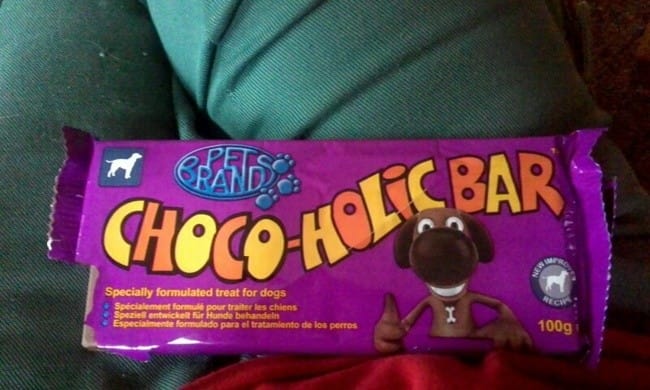 PETS
BRAND
CHOCO-HOLIC BAR
Specially formulated treat for dogs
Spécialement formulé pour traiter les chiens
Speziell entwickelt für Hunde behandeln
Especialmente formulado para el tratamiento de los perros
NEW IMPROVED
RECIPE
100g